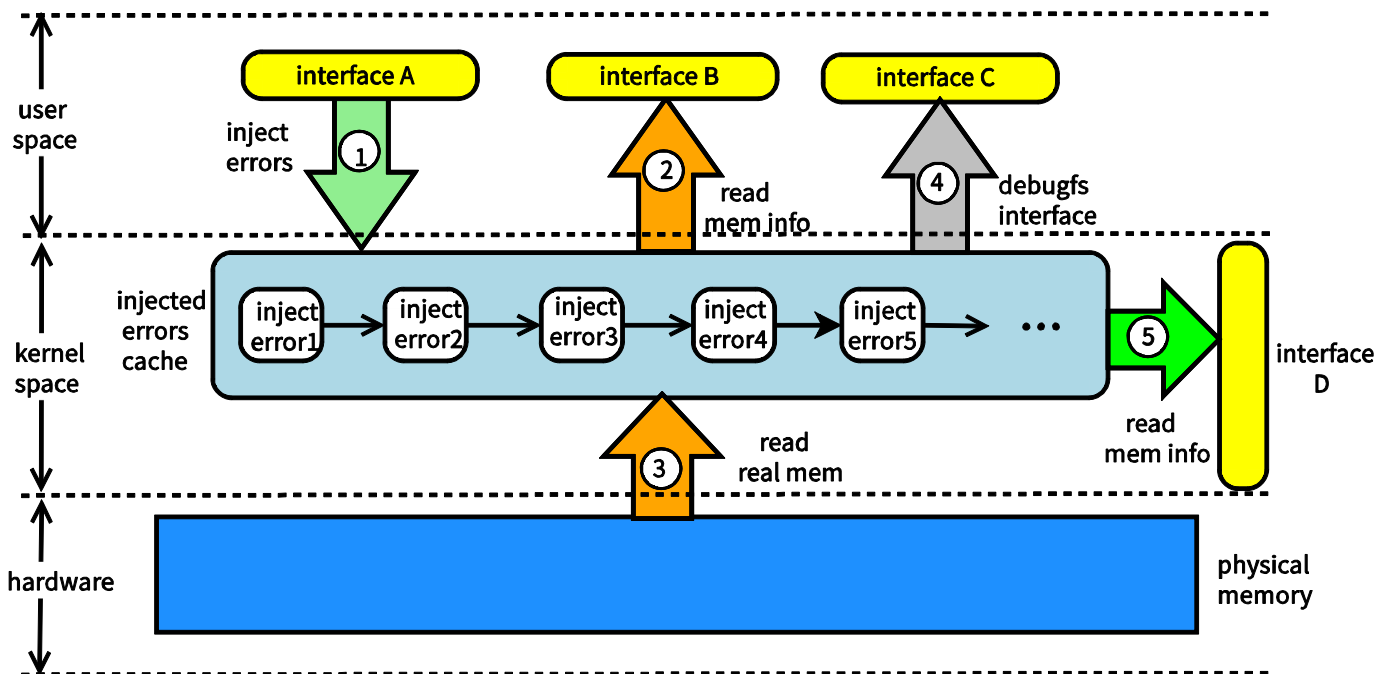 interface A
interface B
interface C
user
space
inject
errors
1
2
read
mem info
4
debugfs
interface
injected
errors
cache
kernel
space
inject
error1
inject
error2
inject
error3
inject
error4
inject
error5
...
5
read
mem info
interface
D
3
read
real mem
hardware
physical
memory